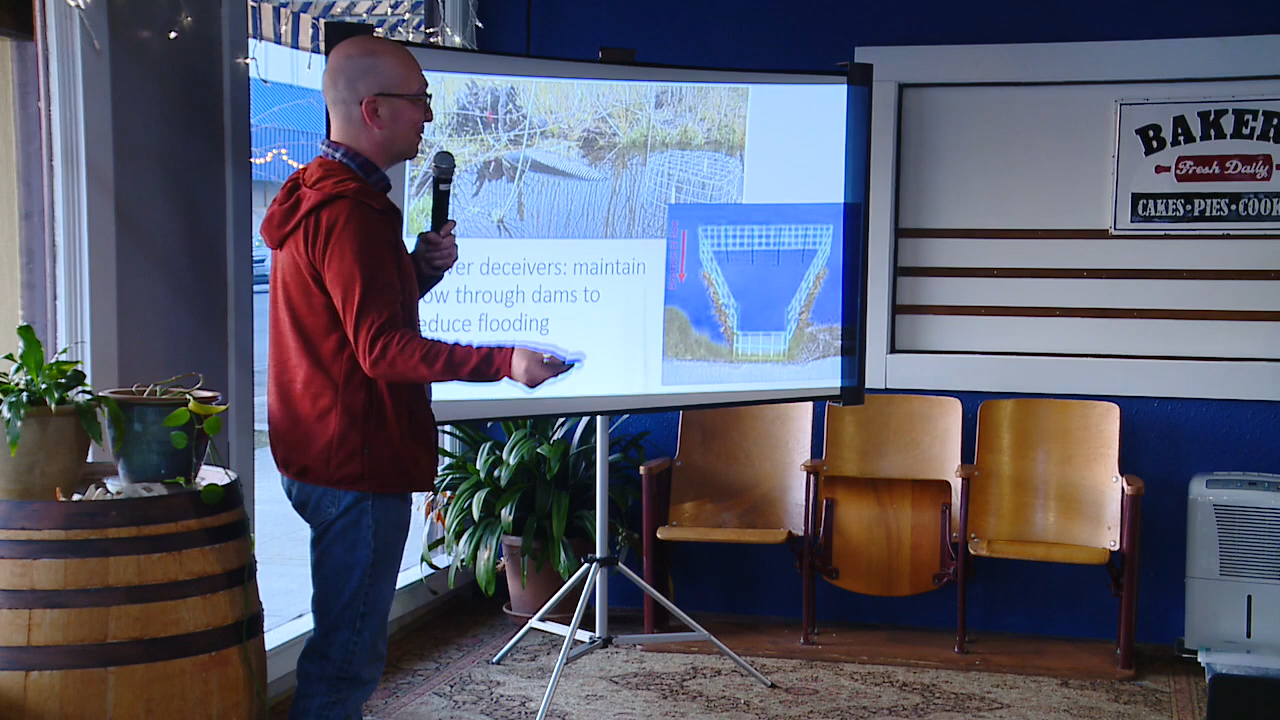 ver deceivers: maintain
ow through dams to
educe flooding
BAKER
Fresh Daily
CAKES•PIES•COOK